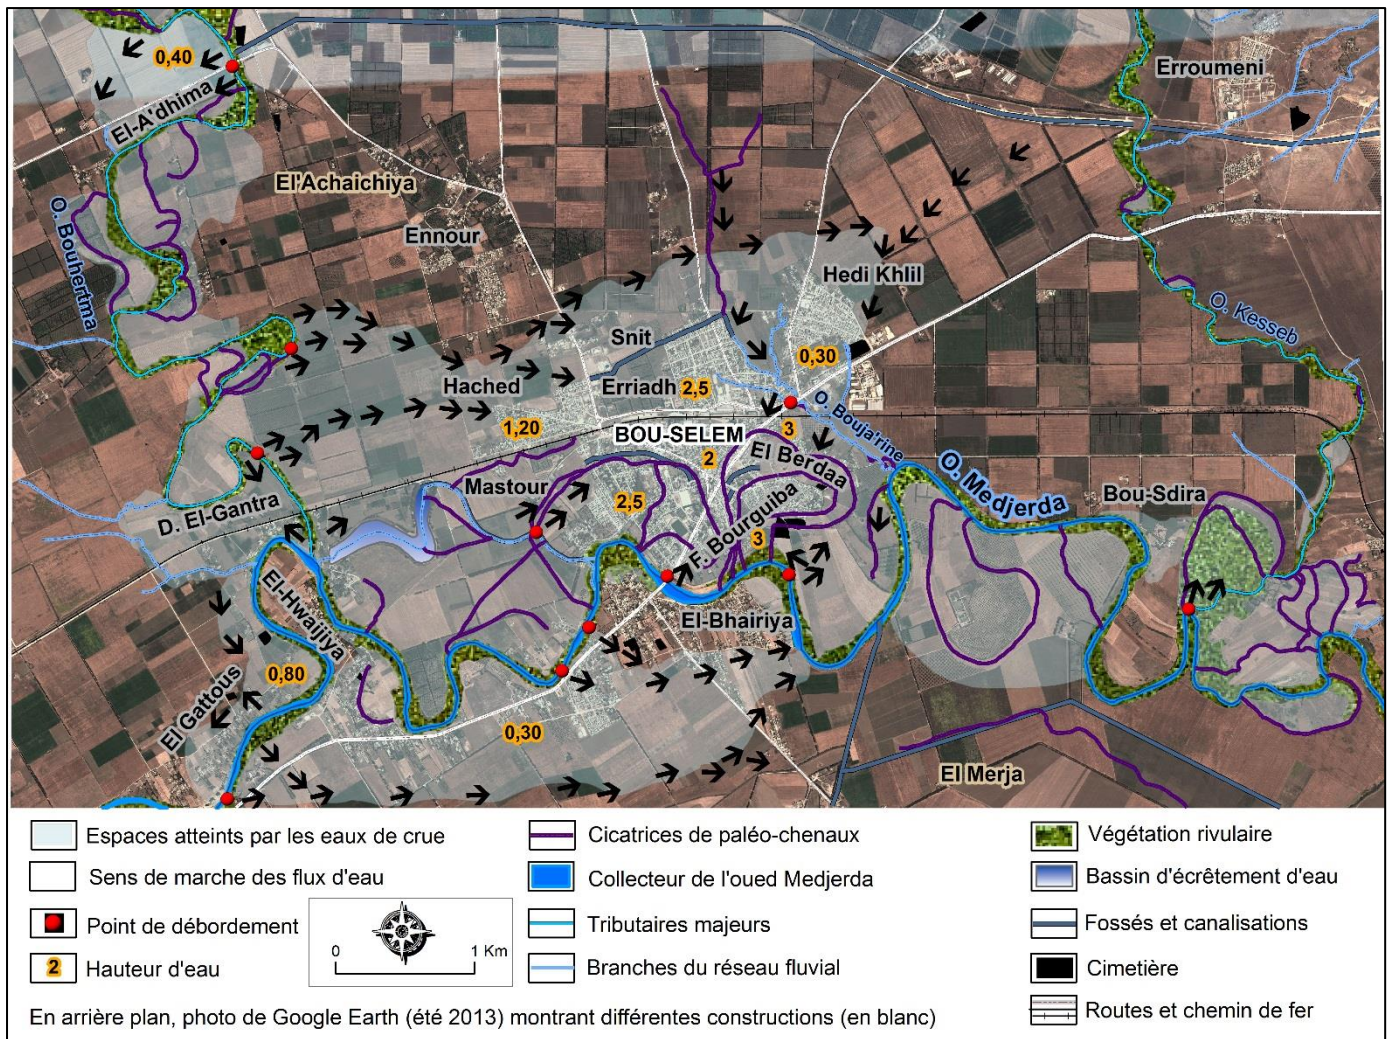 0,40
El-A'dhima
Erroumeni
El'Achaichiya
O. Bouhertma
Ennour
Hedi Khlil
O. Kesseb
Snit
0,30
Hached
Erriadh 2,5
1,20
BOU-SELEM
3
O. Bouja'rine
2
El Berdaa
O. Medjerda
Mastour
Bou-Sdira
D. El-Gantra
2,5
F. Bourguiba
3
El-Hwaijiya
El-Bhairiya
0,80
El Gattous
0,30
El Merja
Espaces atteints par les eaux de crue
Sens de marche des flux d'eau
Point de débordement
2 Hauteur d'eau
0 1 Km
Cicatrices de paléo-chenaux
Collecteur de l'oued Medjerda
Tributaires majeurs
Branches du réseau fluvial
Végétation rivulaire
Bassin d'écrêtement d'eau
Fossés et canalisations
Cimetière
Routes et chemin de fer
En arrière plan, photo de Google Earth (été 2013) montrant différentes constructions (en blanc)